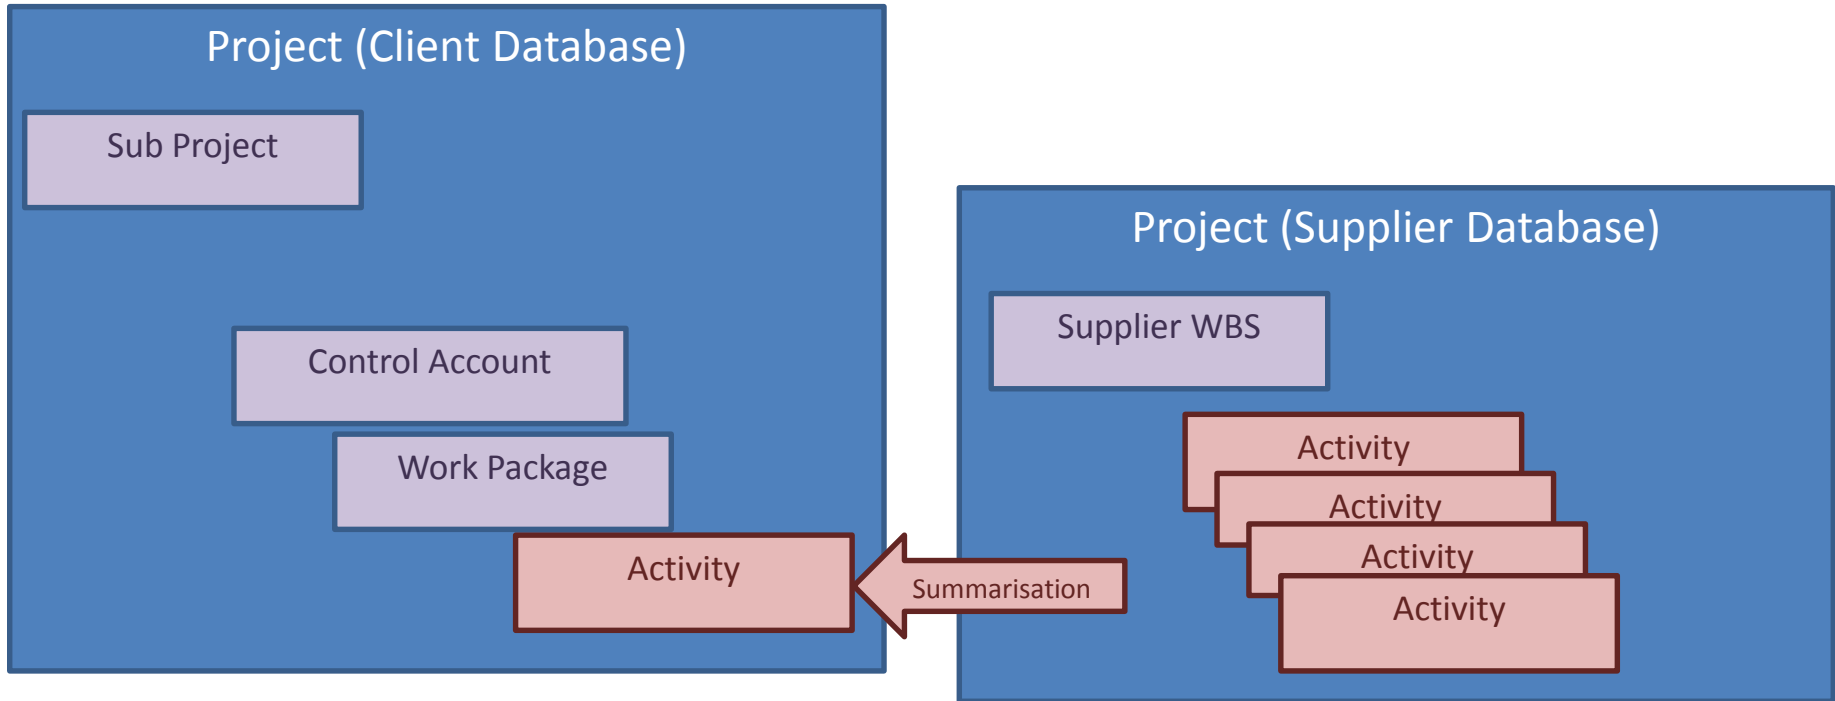 Project (Client Database)
Sub Project
Control Account
Work Package
Activity
Summarisation
Project (Supplier Database)
Supplier WBS
Activity
Activity
Activity
Activity